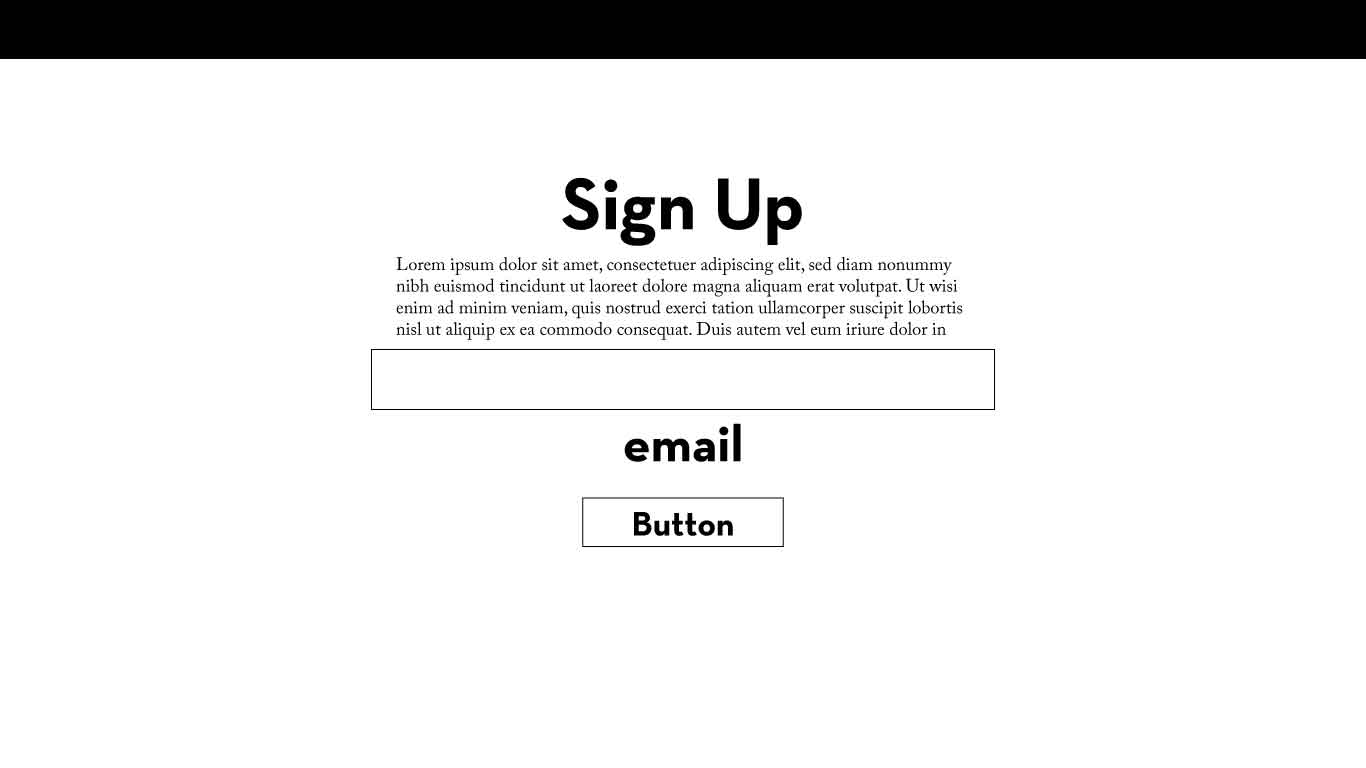 Sign Up
Lorem ipsum dolor sit amet, consectetuer adipiscing elit, sed diam nonummy
nibh euismod tincidunt ut laoreet dolore magna aliquam erat volutpat. Ut wisi
enim ad minim veniam, quis nostrud exerci tation ullamcorper suscipit lobortis
nisl ut aliquip ex ea commodo consequat. Duis autem vel eum iriure dolor in
email
Button